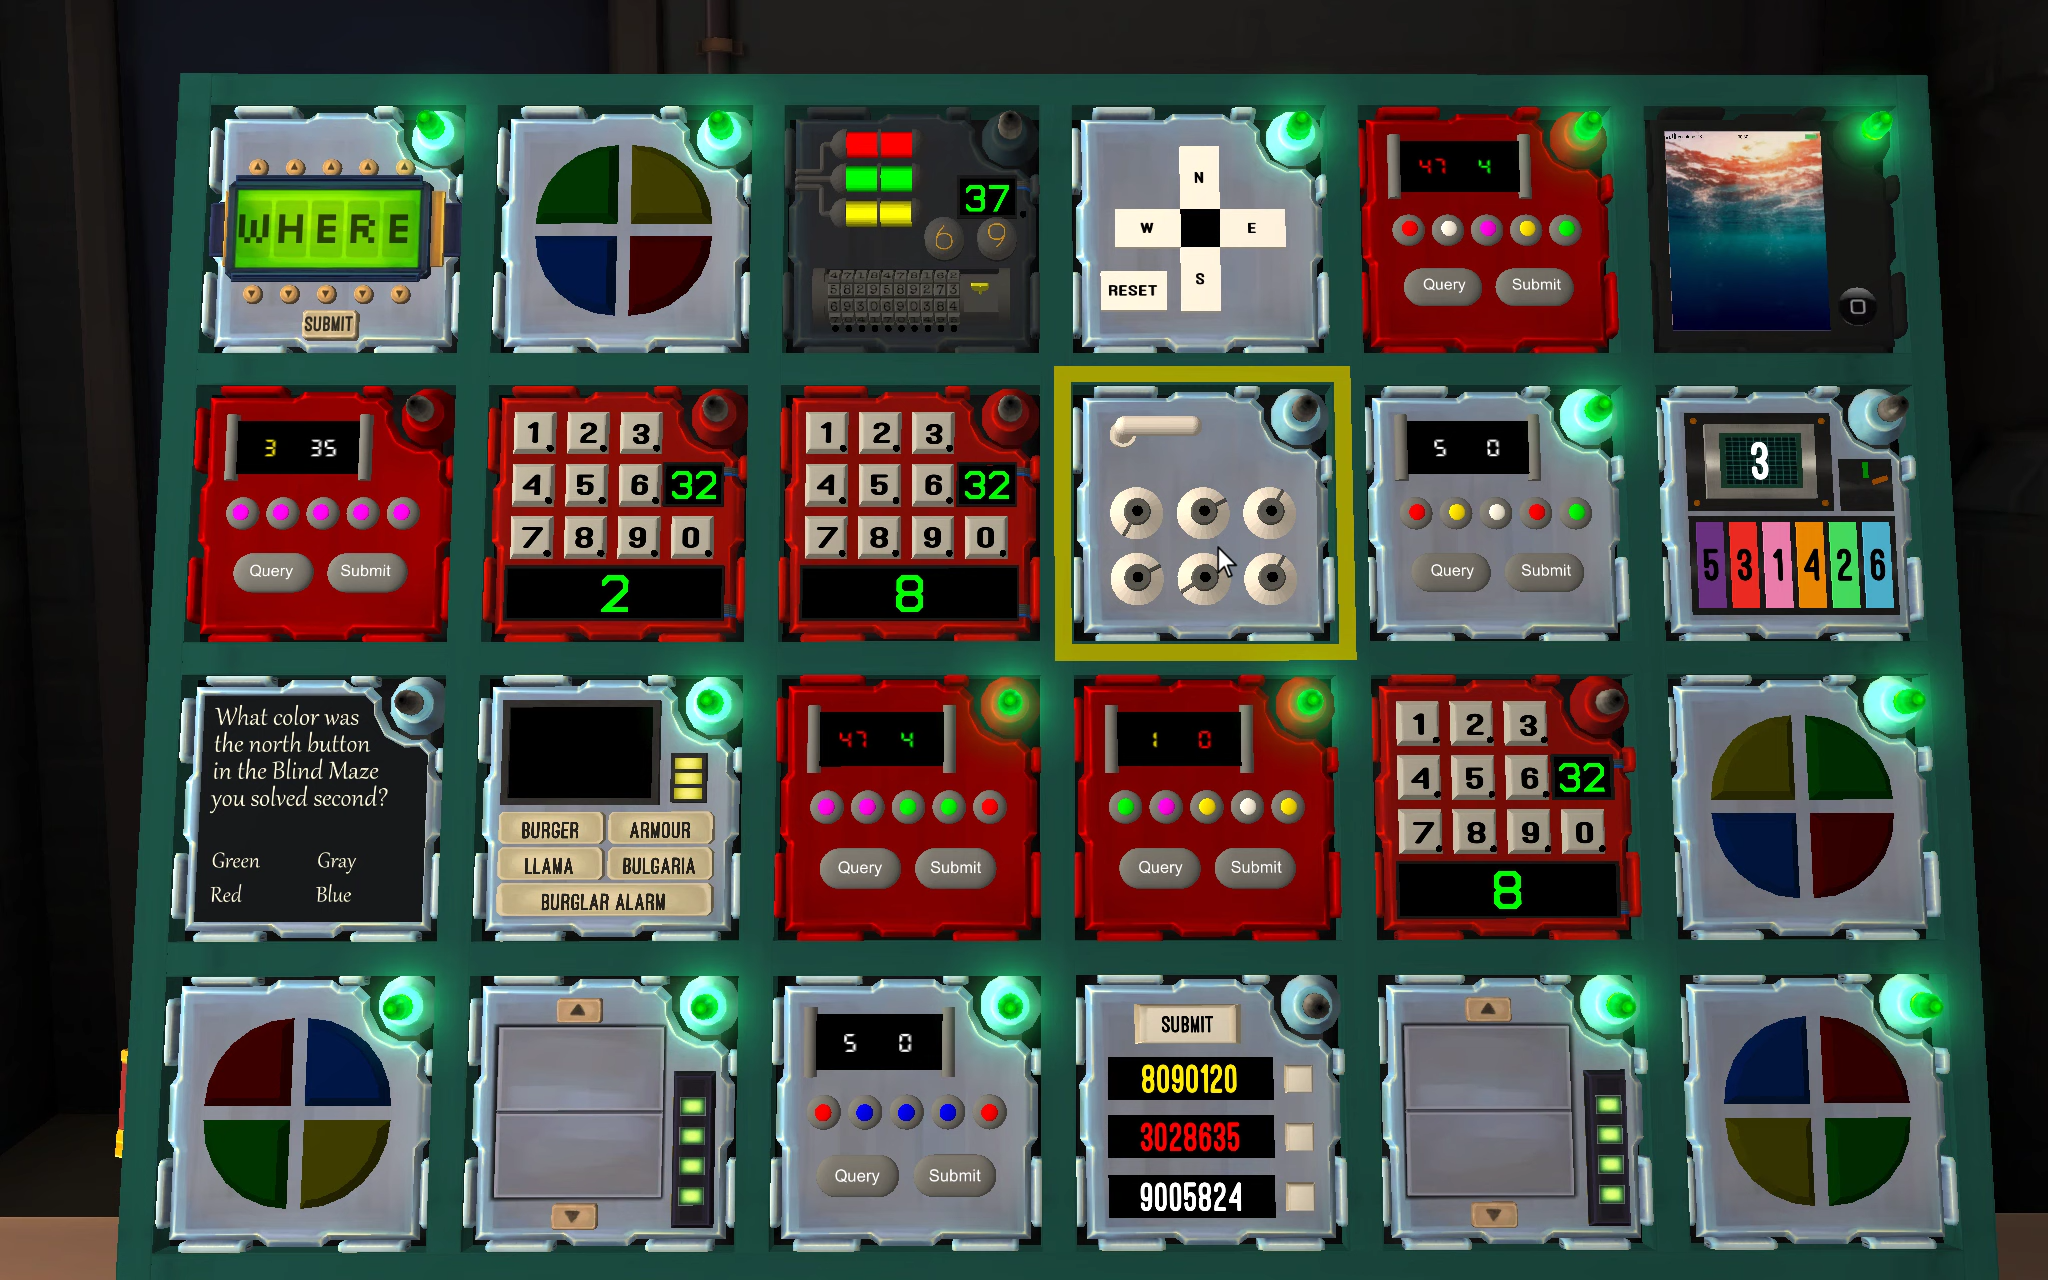 WHERE
SUBMIT
37
6 9
N
W E
S
RESET
47 4
Query Submit
3 35
Query Submit
1 2 3
4 5 6 32
7 8 9 0
2
1 2 3
4 5 6 32
7 8 9 0
8
5 0
Query Submit
3
5 3 1 4 2 6
What color was
the north button
in the Blind Maze
you solved second?
Green Gray
Red Blue
BURGER ARMOUR
LLAMA BULGARIA
BURGLAR ALARM
47 4
Query Submit
1 0
Query Submit
1 2 3
4 5 6 32
7 8 9 0
8
5 0
Query Submit
SUBMIT
8090120
3028635
9005824